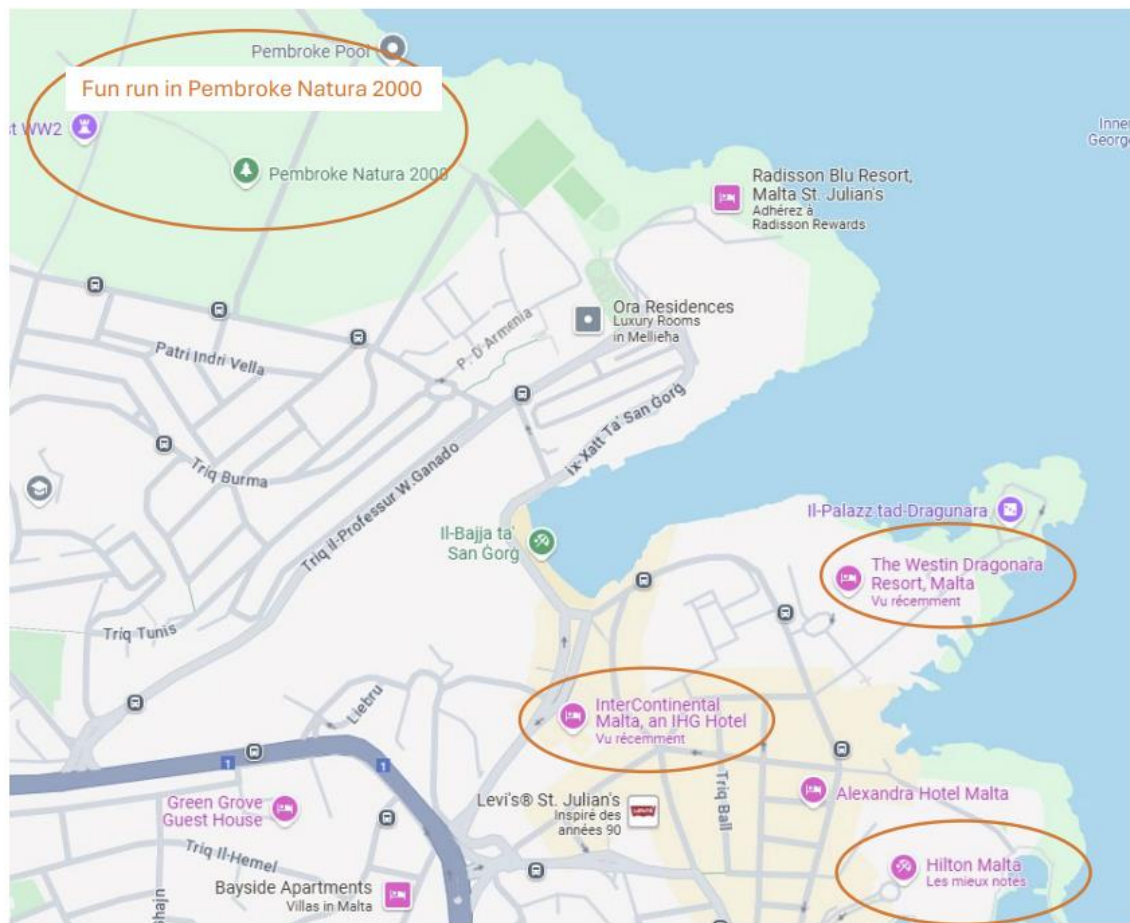 Pembroke Pool
Fun run in Pembroke Natura 2000
t WW2
Pembroke Natura 2000
Inner
George
Radisson Blu Resort,
Malta St. Julian's
Adhérez à
Radisson Rewards
Ora Residences
Luxury Rooms
in Mellieħa
P. D'Armenia
Patri Indri Vella
ix-Xatt Ta' San Ġorġ
Triq Burma
Triq il-Professur W.Ganado
Il-Palazz tad-Dragunara
Il-Bajja ta'
San Ġorġ
The Westin Dragonara
Resort, Malta
Vu récemment
Triq Tunis
Liebru
InterContinental
Malta, an IHG Hotel
Vu récemment
1
1
Triq Ball
Alexandra Hotel Malta
Green Grove
Guest House
Levi's® St. Julian's
Inspiré des
années 90
LEVI'S
Triq Il-Hemel
Hilton Malta
Les mieux notés
Bayside Apartments
Villas in Malta